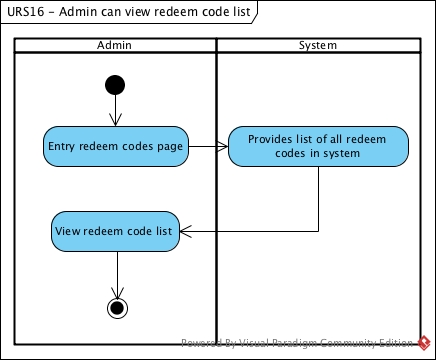 URS16 - Admin can view redeem code list
Admin
System
Entry redeem codes page
Provides list of all redeem
codes in system
View redeem code list
Powered By Visual Paradigm Community Edition